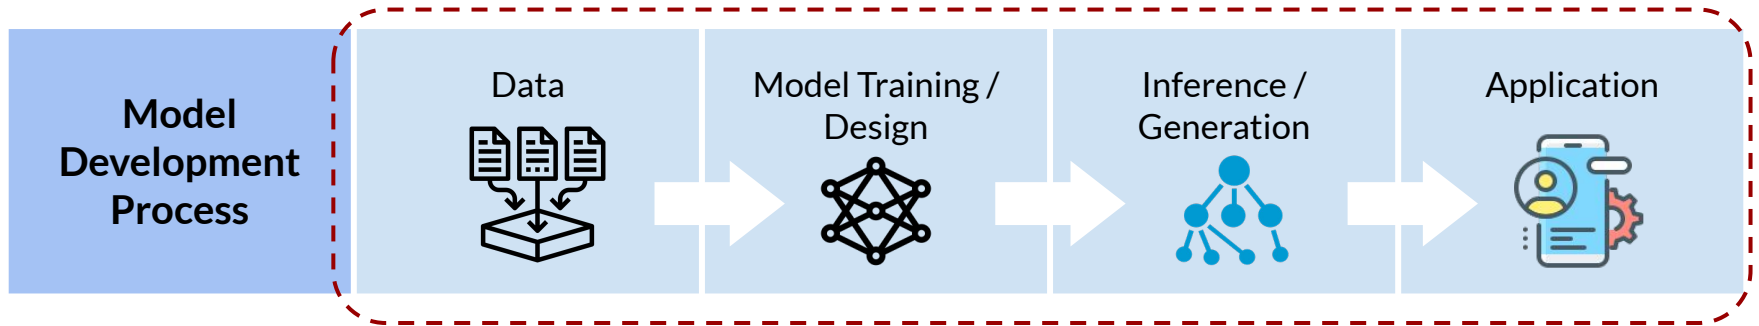 Model
Development
Process
Data
Model Training /
Design
Inference /
Generation
Application